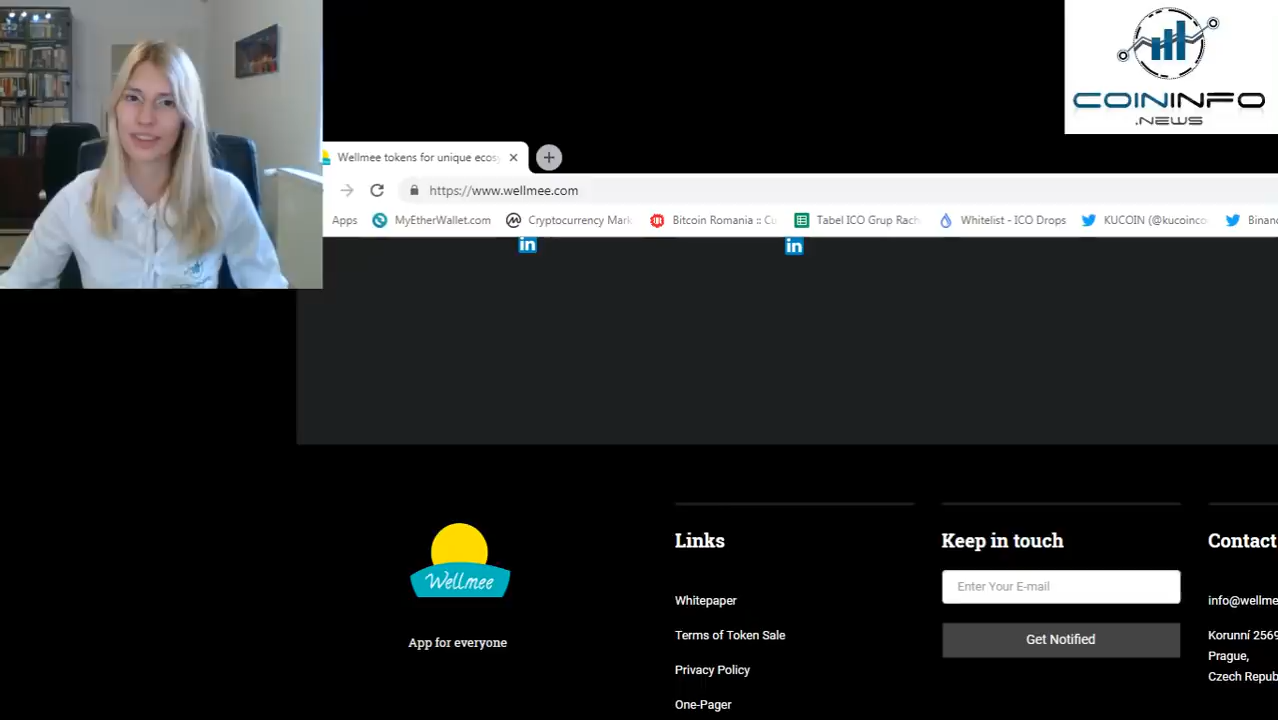 COININFO
.NEWS
Wellmee tokens for unique ecos
https://www.wellmee.com
Apps
MyEtherWallet.com
Cryptocurrency Mark
Bitcoin Romania :: Cu
Tabel ICO Grup Rach
Whitelist - ICO Drops
KUCOIN (@kucoinco
Binanc
in
in
Wellmee
App for everyone
Links
Whitepaper
Terms of Token Sale
Privacy Policy
One-Pager
Keep in touch
Enter Your E-mail
Get Notified
Contact
info@wellme
Korunní 2569
Prague,
Czech Repub